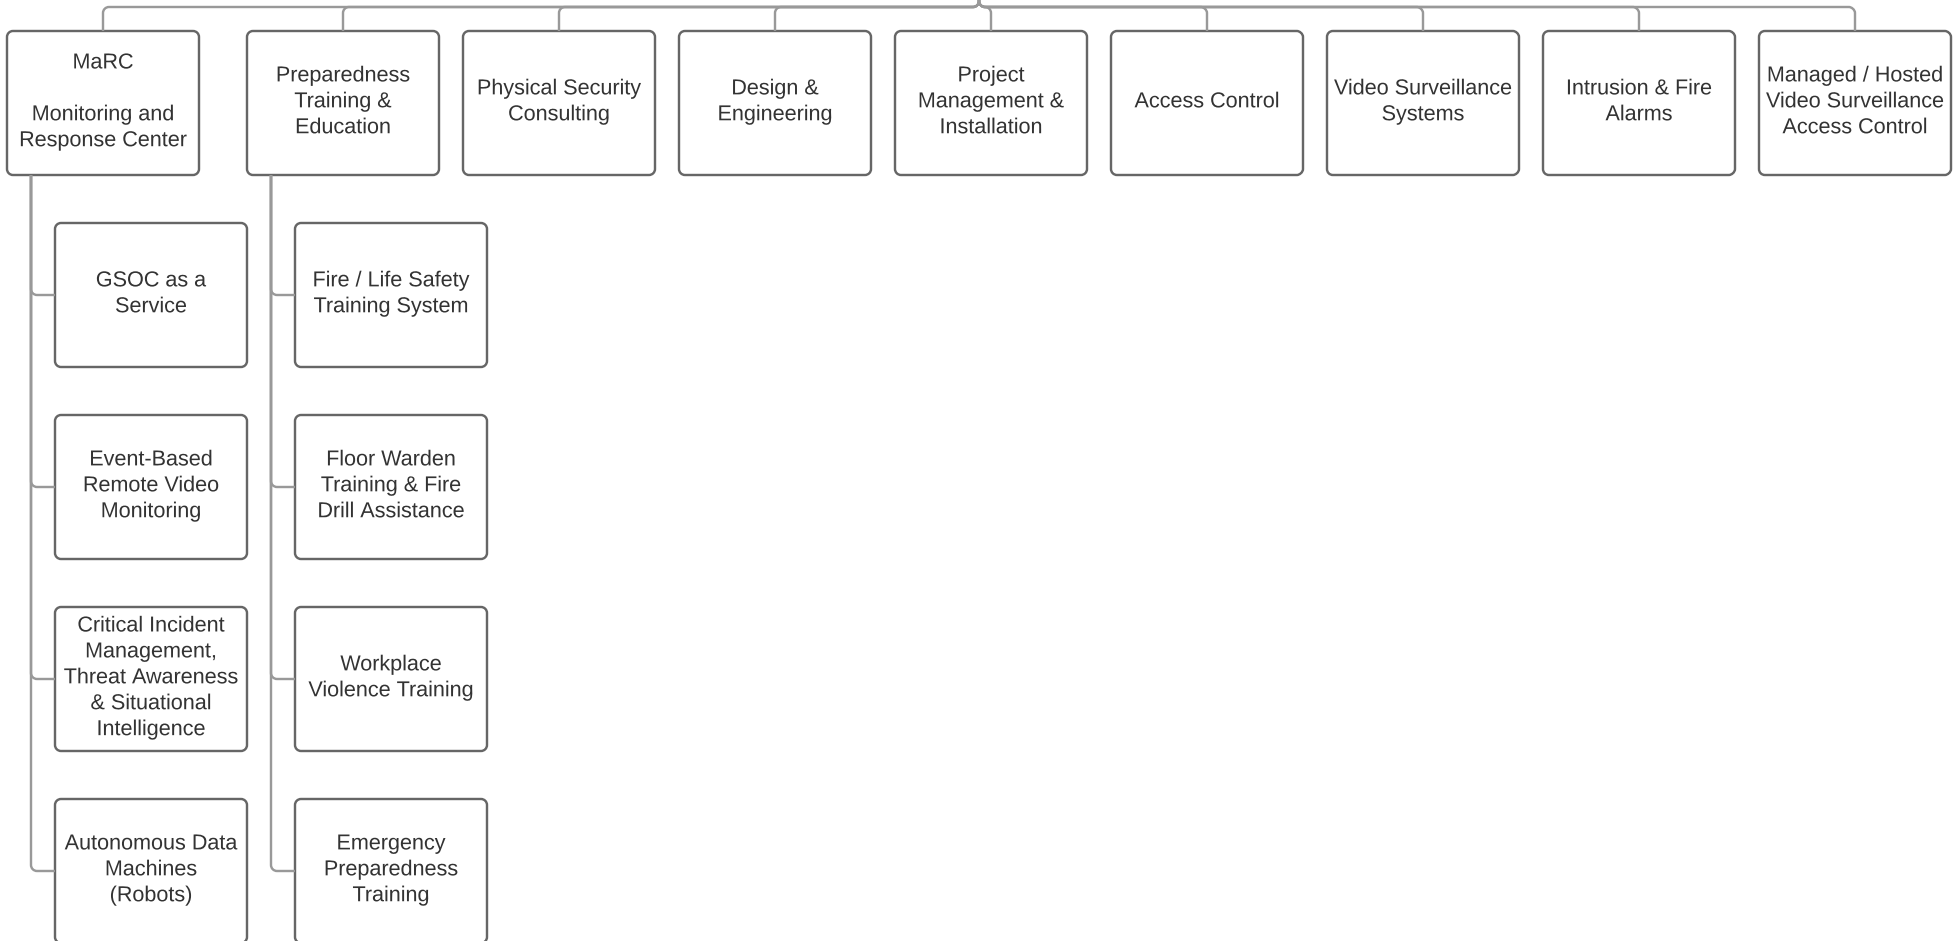 MaRC
Monitoring and
Response Center
Preparedness
Training &
Education
Physical Security
Consulting
Design &
Engineering
Project
Management &
Installation
Access Control
Video Surveillance
Systems
Intrusion & Fire
Alarms
Managed / Hosted
Video Surveillance
Access Control
GSOC as a
Service
Fire / Life Safety
Training System
Event-Based
Remote Video
Monitoring
Floor Warden
Training & Fire
Drill Assistance
Critical Incident
Management,
Threat Awareness
& Situational
Intelligence
Workplace
Violence Training
Autonomous Data
Machines
(Robots)
Emergency
Preparedness
Training